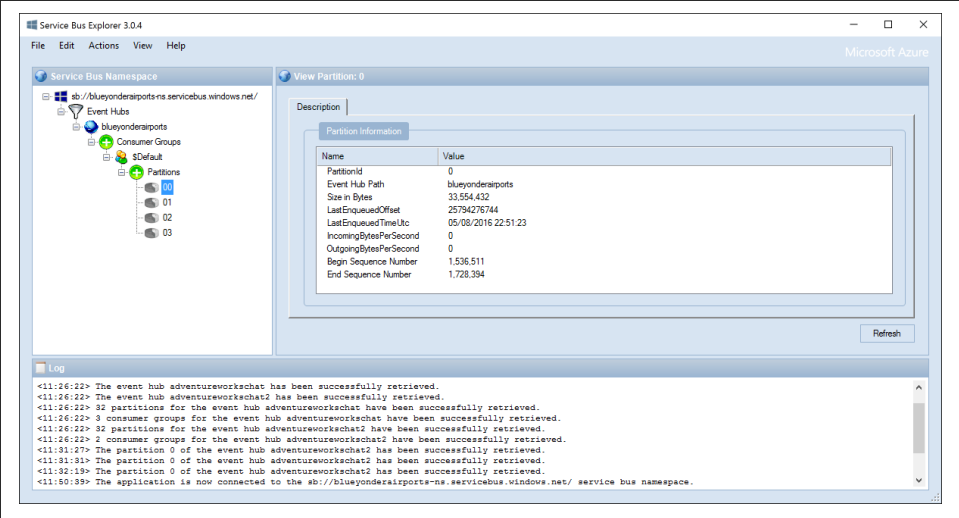 Service Bus Explorer 3.0.4
File Edit Actions View Help
Microsoft Azure
Service Bus Namespace
sb://blueyonderairports-ns.servicebus.windows.net/
Event Hubs
blueyonderairports
Consumer Groups
$Default
Partitions
00
01
02
03
View Partition: 0
Description
Partition Information
Name Value
PartitionId 0
Event Hub Path blueyonderairports
Size in Bytes 33,554,432
LastEnqueuedOffset 25794276744
LastEnqueuedTimeUtc 05/08/2016 22:51:23
IncomingBytesPerSecond 0
OutgoingBytesPerSecond 0
Begin Sequence Number 1,536,511
End Sequence Number 1,728,394
Refresh
Log
<11:26:22> The event hub adventureworkschat has been successfully retrieved.
<11:26:22> The event hub adventureworkschat2 has been successfully retrieved.
<11:26:22> 32 partitions for the event hub adventureworkschat have been successfully retrieved.
<11:26:22> 3 consumer groups for the event hub adventureworkschat have been successfully retrieved.
<11:26:22> 32 partitions for the event hub adventureworkschat2 have been successfully retrieved.
<11:26:22> 2 consumer groups for the event hub adventureworkschat2 have been successfully retrieved.
<11:31:27> The partition 0 of the event hub adventureworkschat2 has been successfully retrieved.
<11:31:31> The partition 0 of the event hub adventureworkschat2 has been successfully retrieved.
<11:32:19> The partition 0 of the event hub adventureworkschat2 has been successfully retrieved.
<11:50:39> The application is now connected to the sb://blueyonderairports-ns.servicebus.windows.net/ service bus namespace.